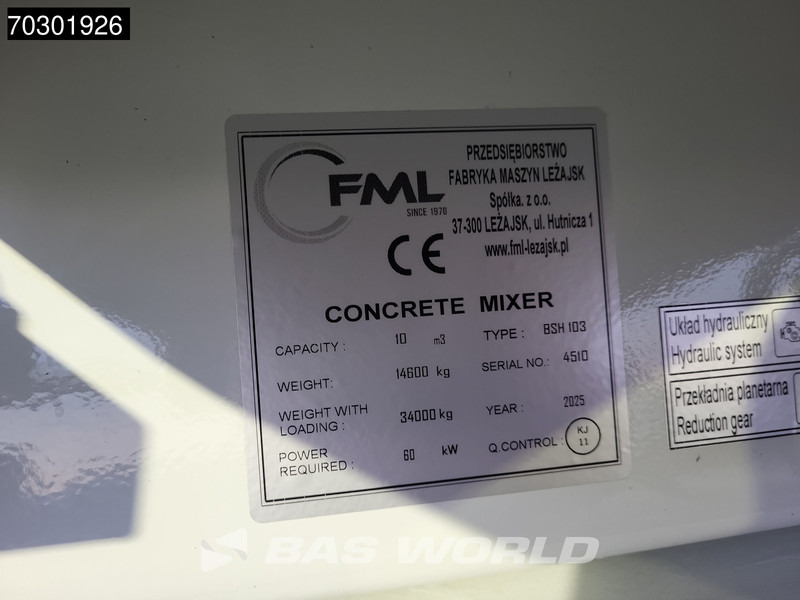 70301926
FML
SINCE 1970
PRZEDSIĘBIORSTWO
FABRYKA MASZYN LEŻAJSK
Spółka. z o.o.
37-300 LEŻAJSK, ul. Hutnicza 1
www.fml-lezajsk.pl
CE
CONCRETE MIXER
CAPACITY : 10 m3 TYPE : BSH 103
WEIGHT: 14600 kg SERIAL NO.: 4510
WEIGHT WITH
LOADING : 34000 kg YEAR : 2025
POWER
REQUIRED : 60 kW Q.CONTROL : KJ
11
Układ hydrauliczny
Hydraulic system
Przekładnia planetarna
Reduction gear
BAS WORLD